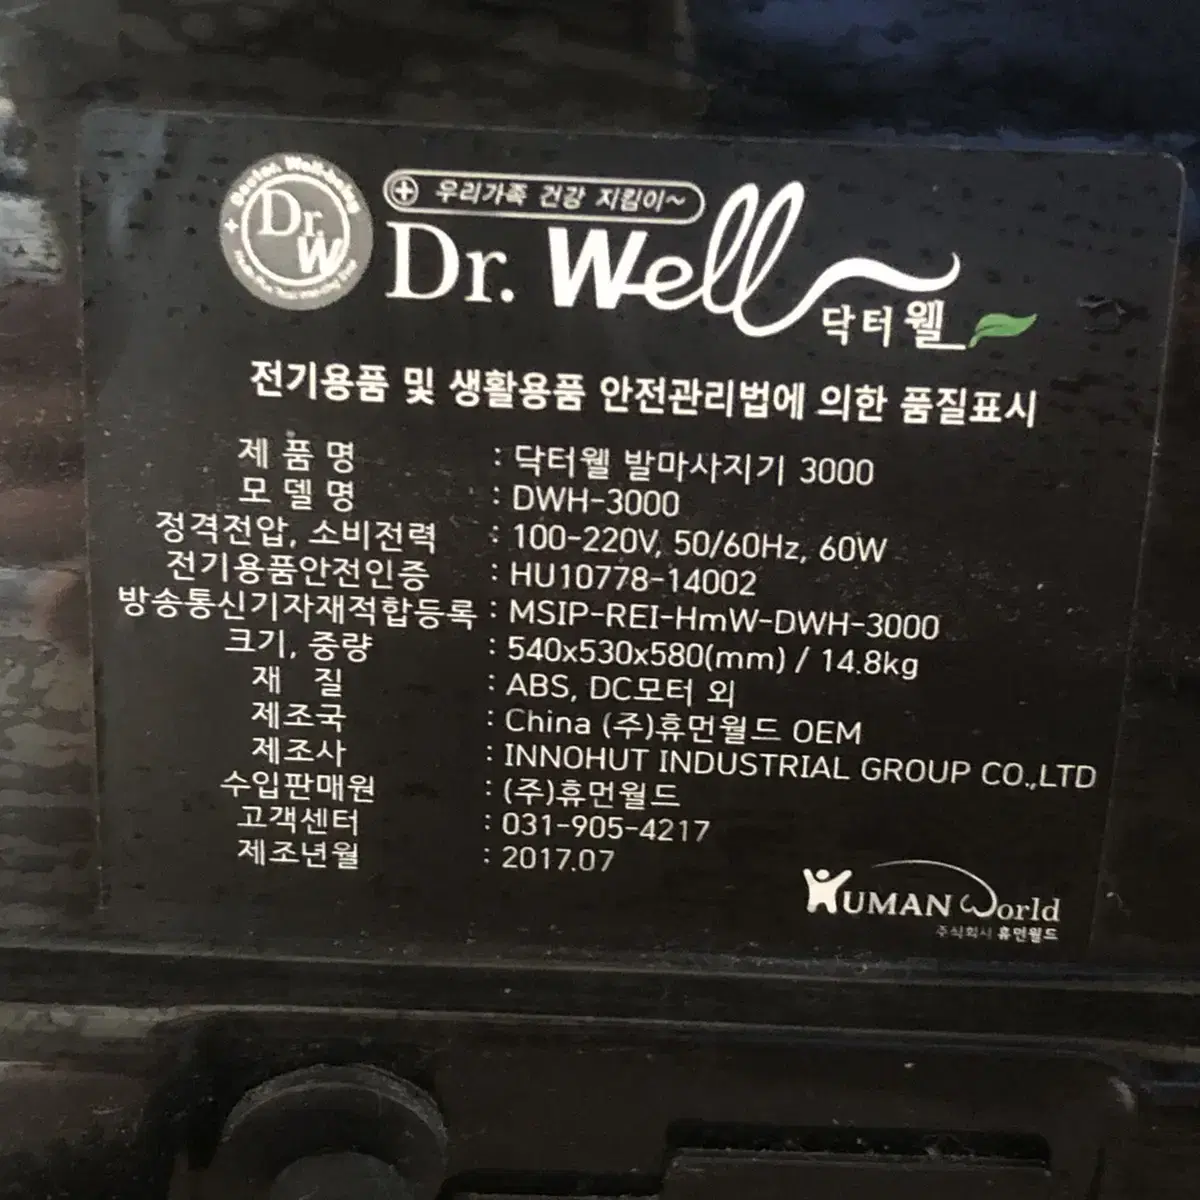 Doctor. Well-being
Dr.
W
우리가족 건강 지킴이~
Dr. Well
닥터웰
전기용품 및 생활용품 안전관리법에 의한 품질표시
제 품 명 : 닥터웰 발마사지기 3000
모 델 명 : DWH-3000
정격전압, 소비전력 : 100-220V, 50/60Hz, 60W
전기용품안전인증 : HU10778-14002
방송통신기자재적합등록 : MSIP-REI-HmW-DWH-3000
크기, 중량 : 540x530x580(mm) / 14.8kg
재 질 : ABS, DC모터 외
제조국 : China (주)휴먼월드 OEM
제조사 : INNOHUT INDUSTRIAL GROUP CO.,LTD
수입판매원 : (주)휴먼월드
고객센터 : 031-905-4217
제조년월 : 2017.07
HUMAN World
주식회사 휴먼월드